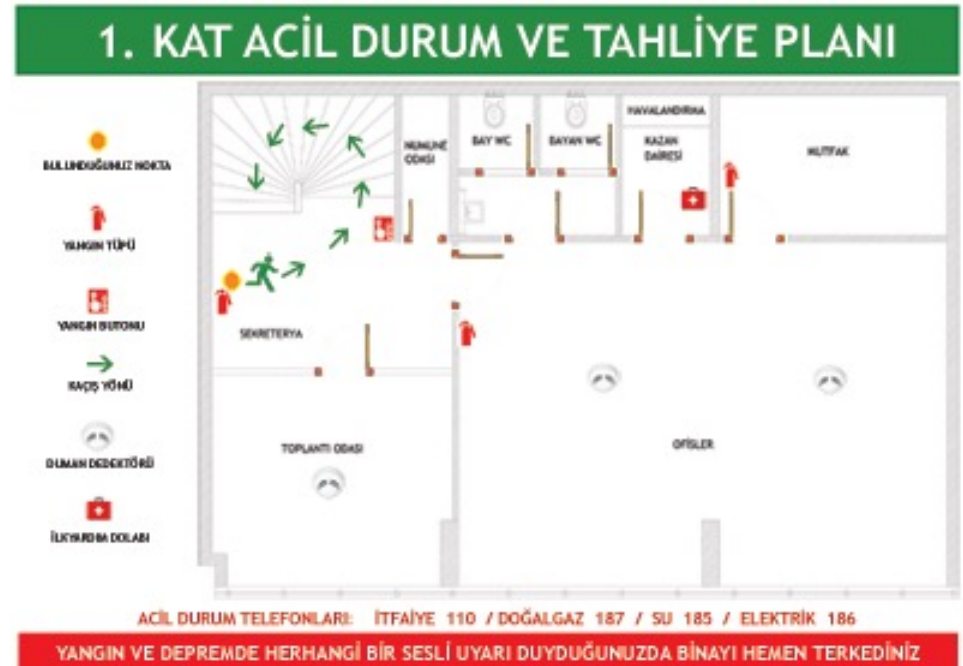 1. KAT ACİL DURUM VE TAHLİYE PLANI
BULUNDUĞUNUZ NOKTA
YANGIN TÜPÜ
YANGIN BUTONU
KAÇIŞ YÖNÜ
DUMAN DEDEKTÖRÜ
İLKYARDIM DOLABI
NUMUNE
ODASI
BAY WC
BAYAN WC
HAVALANDIRMA
KAZAN
DAİRESİ
MUTFAK
SEKRETERYA
TOPLANTI ODASI
OFİSLER
ACİL DURUM TELEFONLARI: İTFAİYE 110 / DOĞALGAZ 187 / SU 185 / ELEKTRİK 186
YANGIN VE DEPREMDE HERHANGİ BİR SESLİ UYARI DUYDUĞUNUZDA BİNAYI HEMEN TERKEDİNİZ